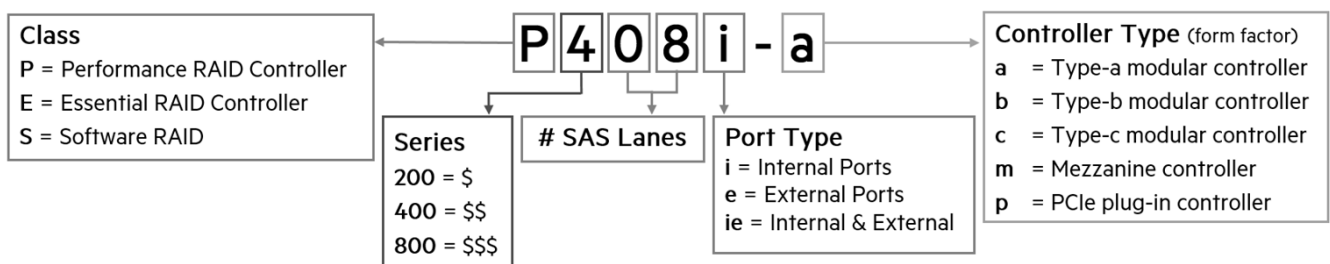 P408i-a
Class
P = Performance RAID Controller
E = Essential RAID Controller
S = Software RAID
Series
200 = $
400 = $$
800 = $$$
# SAS Lanes
Port Type
i = Internal Ports
e = External Ports
ie = Internal & External
Controller Type (form factor)
a = Type-a modular controller
b = Type-b modular controller
c = Type-c modular controller
m = Mezzanine controller
p = PCIe plug-in controller